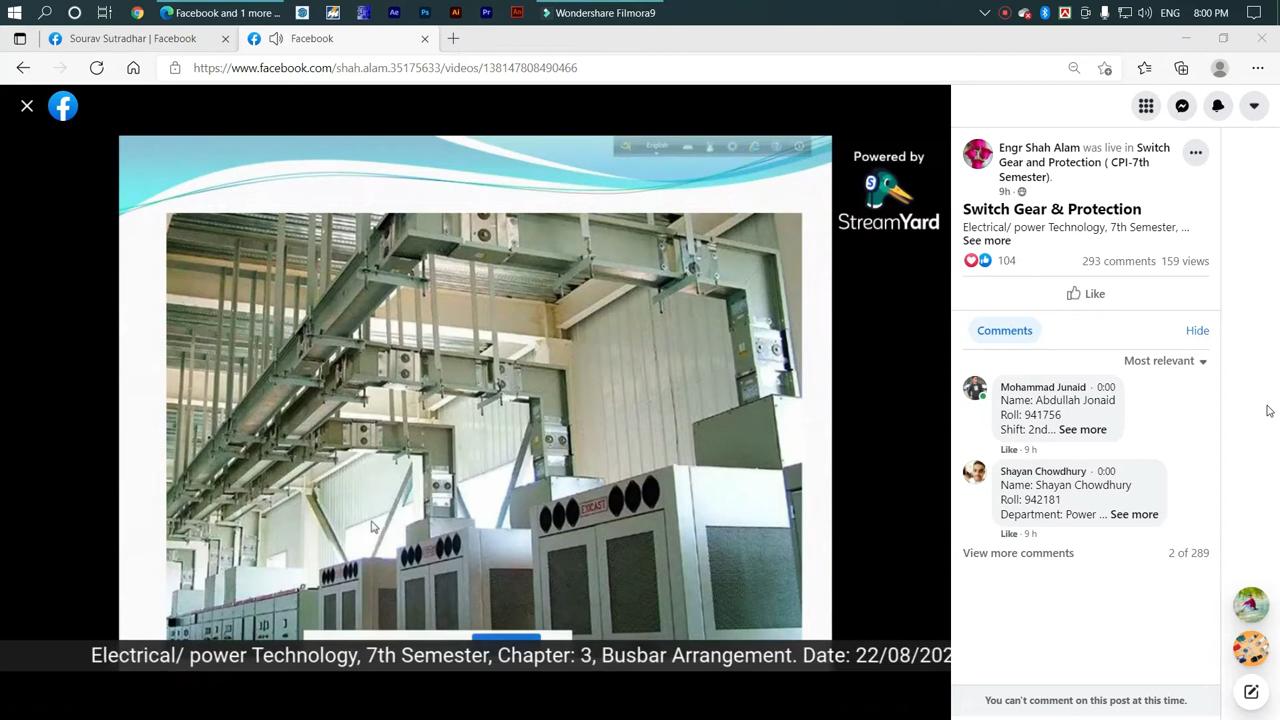 Facebook and 1 more ...
Wondershare Filmora9
ENG
8:00 PM
Sourav Sutradhar | Facebook
Facebook
https://www.facebook.com/shah.alam.35175633/videos/138147808490466
English
Powered by
StreamYard
Electrical/ power Technology, 7th Semester, Chapter: 3, Busbar Arrangement. Date: 22/08/202
Engr Shah Alam was live in Switch
Gear and Protection ( CPI-7th
Semester).
9h
Switch Gear & Protection
Electrical/ power Technology, 7th Semester, ...
See more
104
293 comments 159 views
Like
Comments
Hide
Most relevant
Mohammad Junaid · 0:00
Name: Abdullah Jonaid
Roll: 941756
Shift: 2nd... See more
Like · 9 h
Shayan Chowdhury · 0:00
Name: Shayan Chowdhury
Roll: 942181
Department: Power ... See more
Like · 9 h
View more comments
2 of 289
You can't comment on this post at this time.